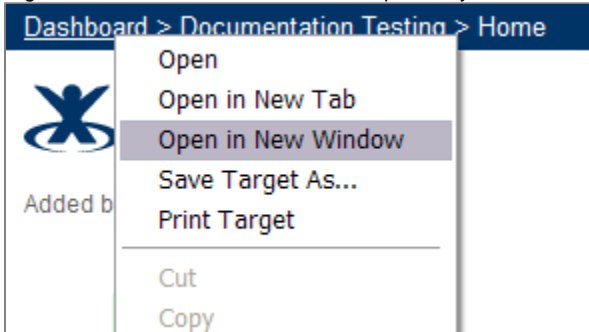 Dashboard > Documentation Testing > Home
Open
Open in New Tab
Open in New Window
Save Target As...
Added b
Print Target
Cut
Copy